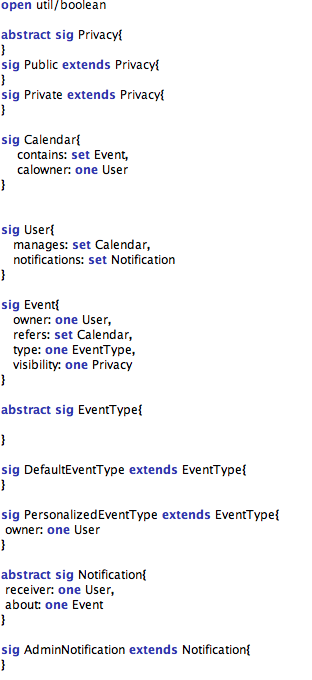 open util/boolean
abstract sig Privacy{
}
sig Public extends Privacy{
}
sig Private extends Privacy{
}
sig Calendar{
contains: set Event,
calowner: one User
}
sig User{
manages: set Calendar,
notifications: set Notification
}
sig Event{
owner: one User,
refers: set Calendar,
type: one EventType,
visibility: one Privacy
}
abstract sig EventType{
}
sig DefaultEventType extends EventType{
}
sig PersonalizedEventType extends EventType{
owner: one User
}
abstract sig Notification{
receiver: one User,
about: one Event
}
sig AdminNotification extends Notification{
}